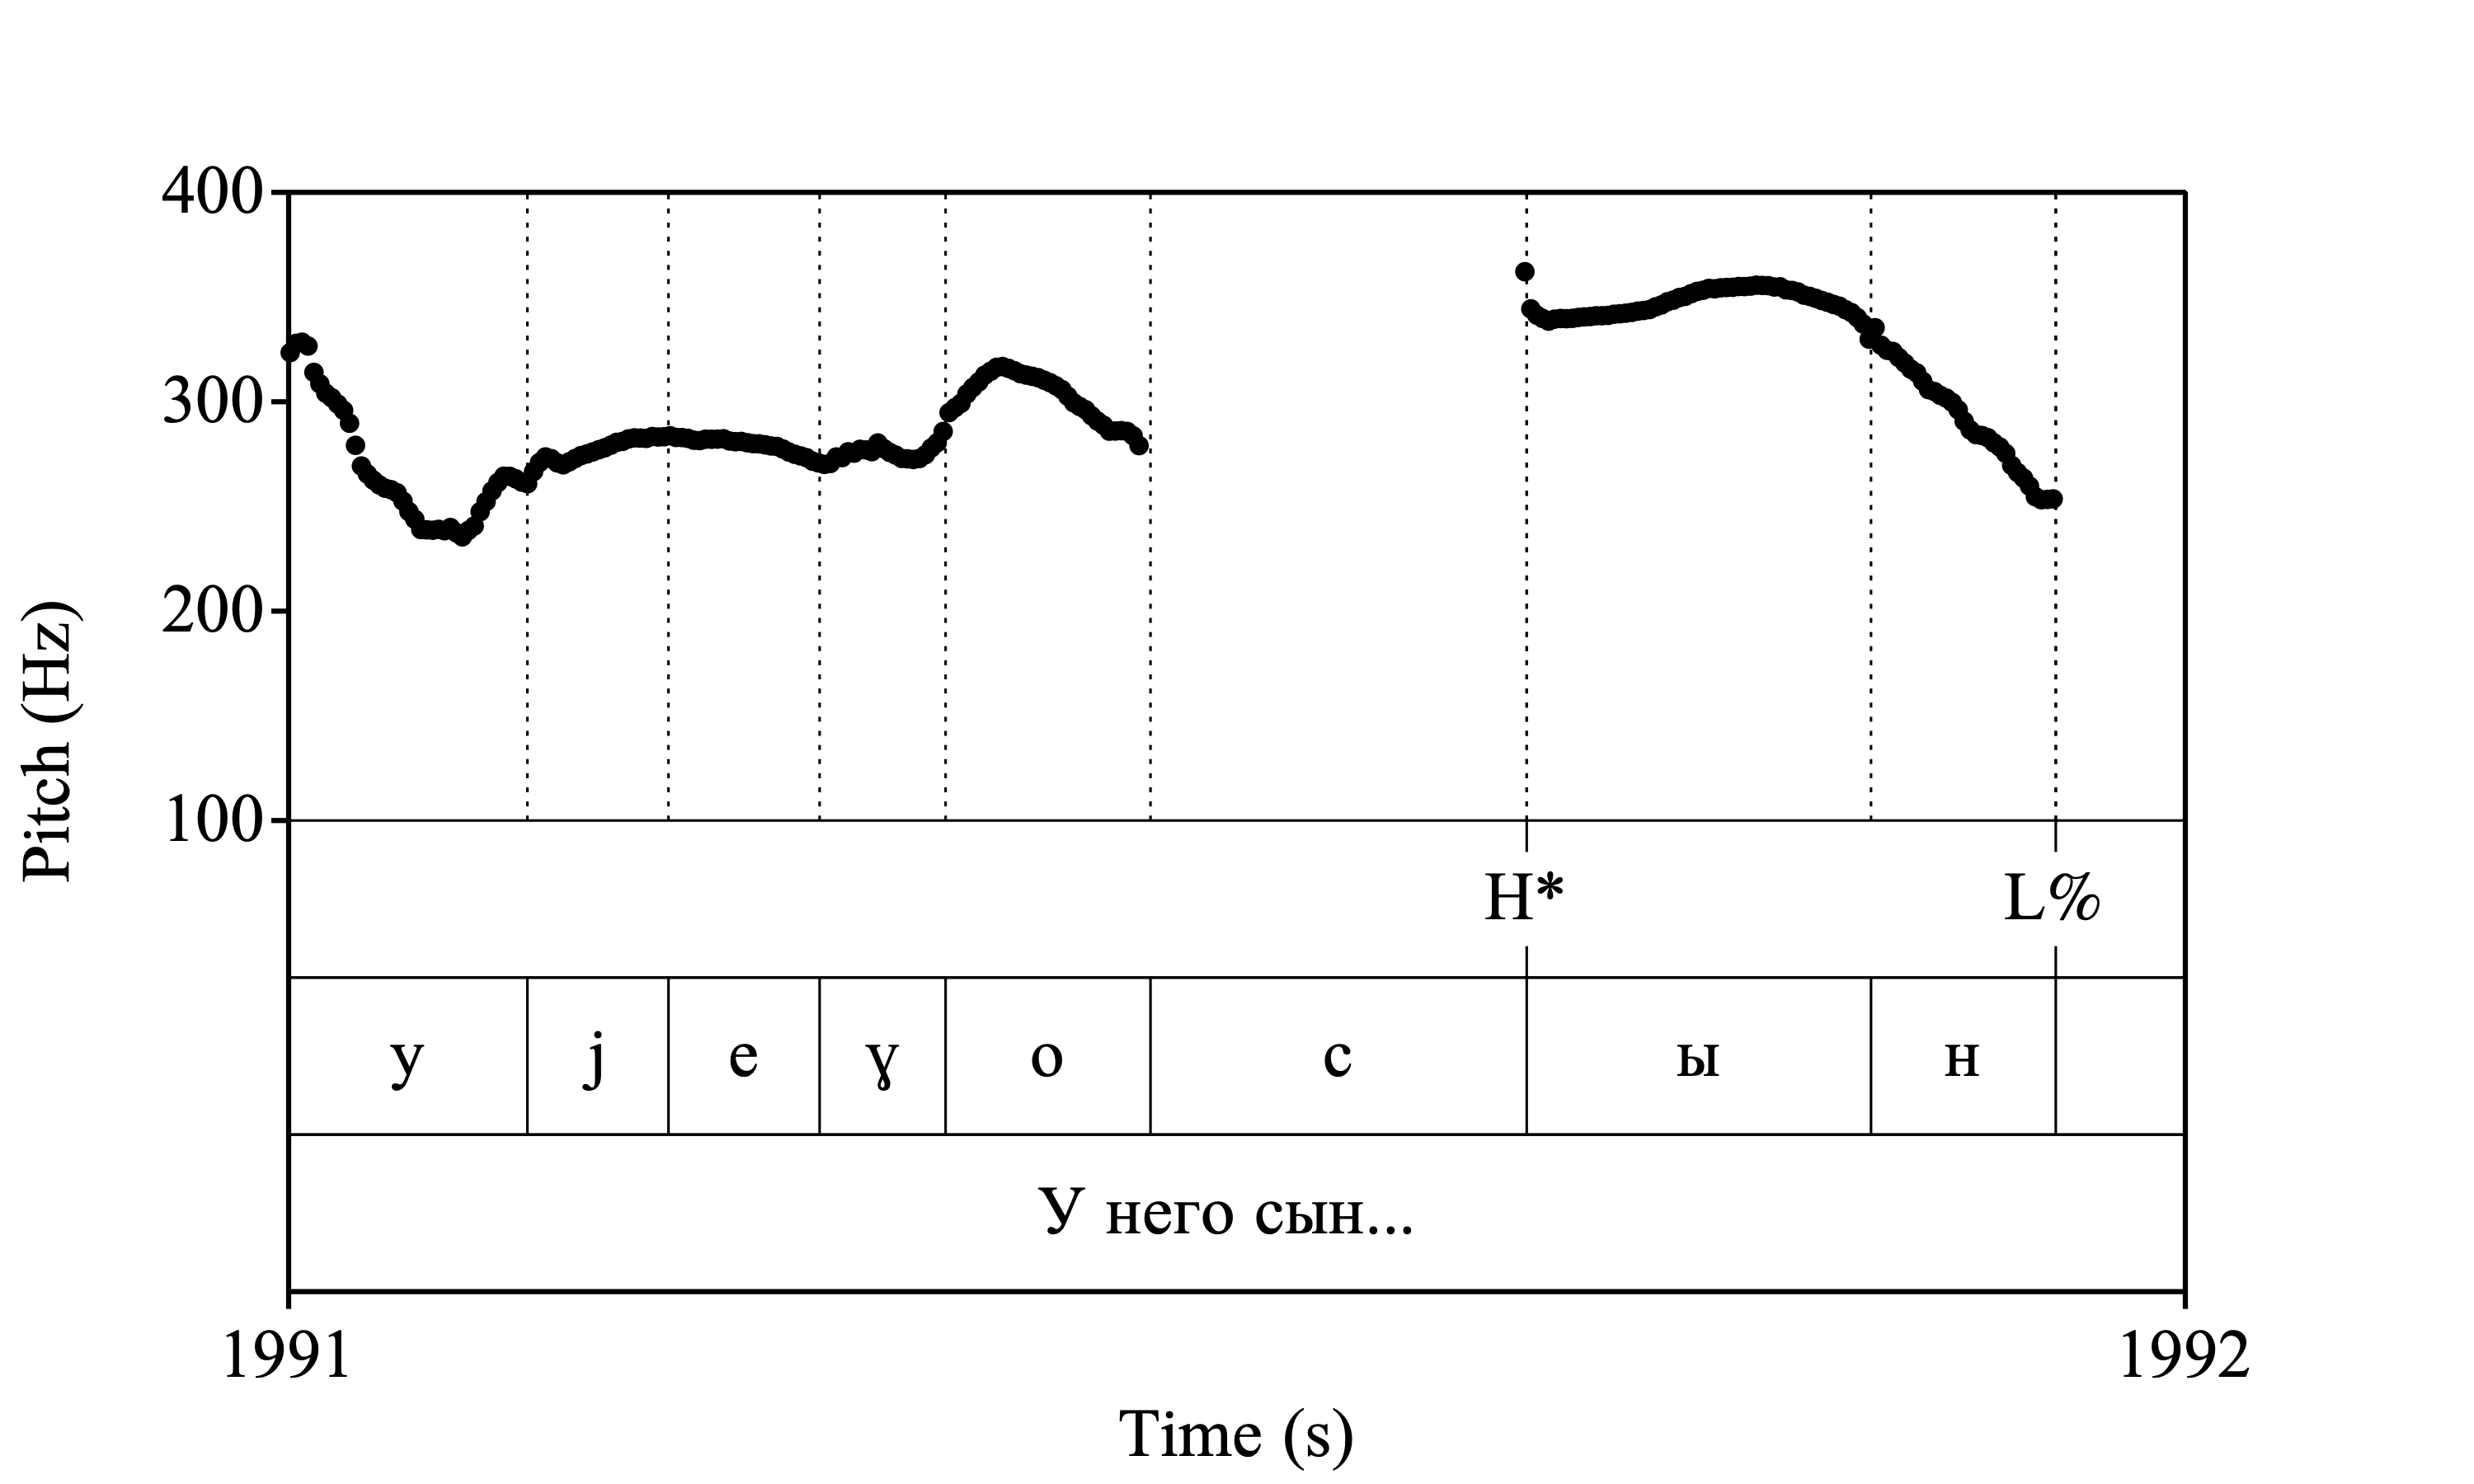 400
300
200
100
Pitch (Hz)
H* L%
у j е ɣ о с ы н
У него сын...
1991 1992
Time (s)